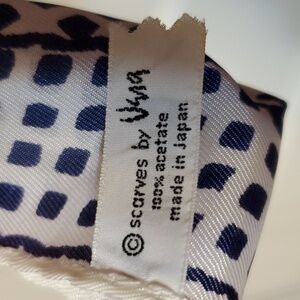 © scarves by Vera
100% acetate
made in japan